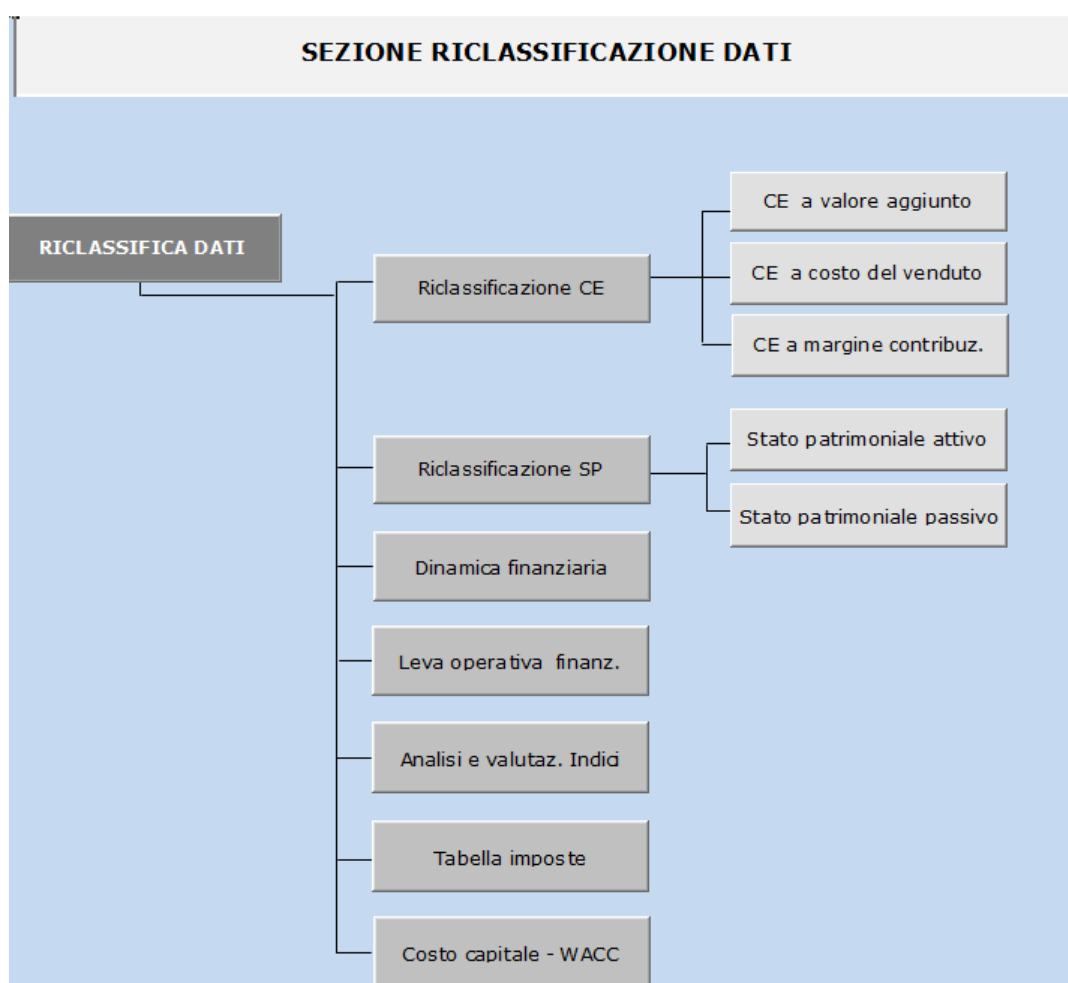 SEZIONE RICLASSIFICAZIONE DATI
RICLASSIFICA DATI
Riclassificazione CE
CE a valore aggiunto
CE a costo del venduto
CE a margine contribuz.
Riclassificazione SP
Stato patrimoniale attivo
Stato patrimoniale passivo
Dinamica finanziaria
Leva operativa finanz.
Analisi e valutaz. Indici
Tabella imposte
Costo capitale - WACC